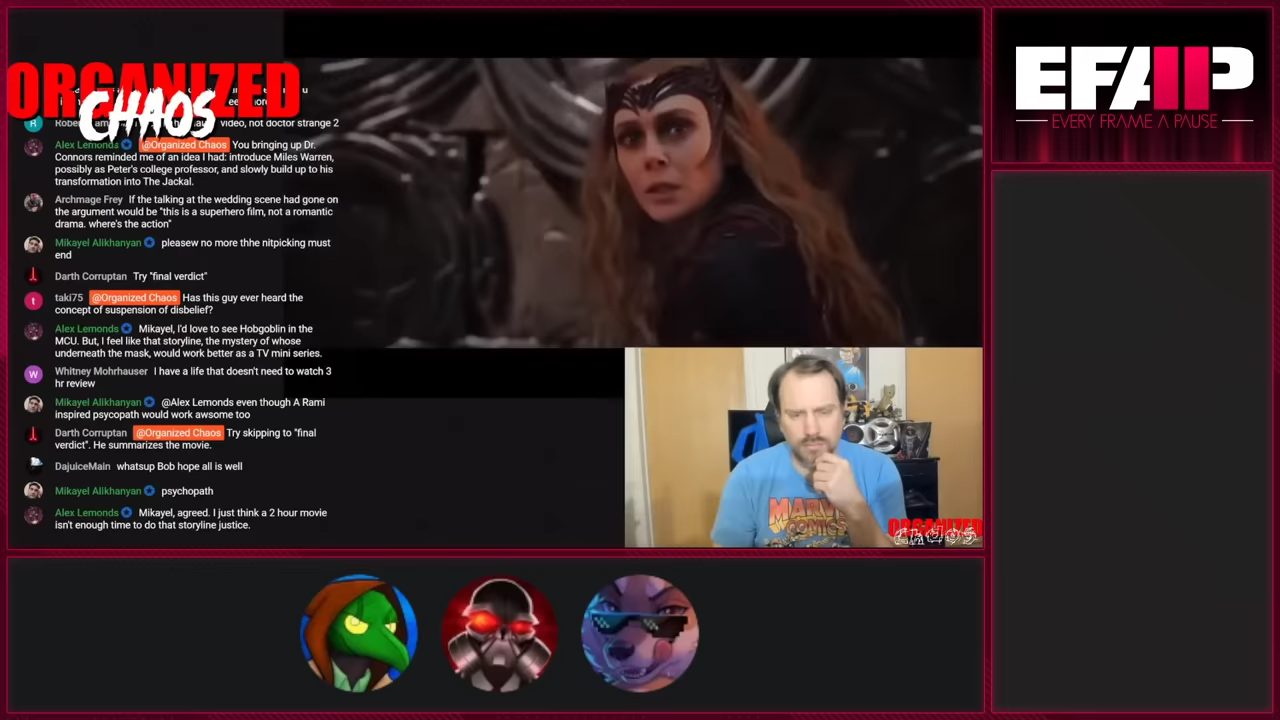 ORGANIZED
CHAOS
video, not doctor strange 2
Alex Lemonds @Organized Chaos You bringing up Dr.
Connors reminded me of an idea I had: introduce Miles Warren,
possibly as Peter's college professor, and slowly build up to his
transformation into The Jackal.
Archmage Frey If the talking at the wedding scene had gone on
the argument would be "this is a superhero film, not a romantic
drama. where's the action"
Mikayel Alikhanyan pleasew no more thhe nitpicking must
end
Darth Corruptan Try "final verdict"
taki75 @Organized Chaos Has this guy ever heard the
concept of suspension of disbelief?
Alex Lemonds Mikayel, I'd love to see Hobgoblin in the
MCU. But, I feel like that storyline, the mystery of whose
underneath the mask, would work better as a TV mini series.
Whitney Mohrhauser I have a life that doesn't need to watch 3
hr review
Mikayel Alikhanyan @Alex Lemonds even though A Rami
inspired psycopath would work awsome too
Darth Corruptan @Organized Chaos Try skipping to "final
verdict". He summarizes the movie.
DajuiceMain whatsup Bob hope all is well
Mikayel Alikhanyan psychopath
Alex Lemonds Mikayel, agreed. I just think a 2 hour movie
isn't enough time to do that storyline justice.
R
t
W
MARVEL
COMICS
ORGANIZED
CHAOS
EFAP
EVERY FRAME A PAUSE